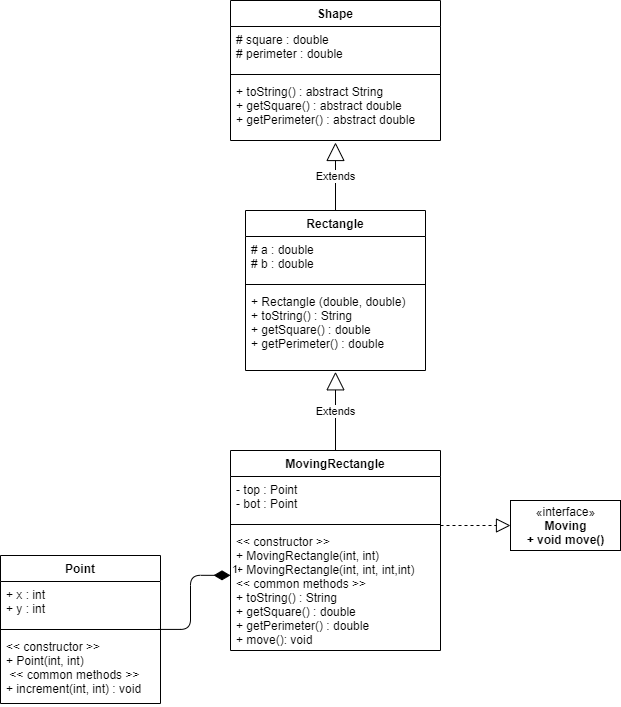 Shape
# square : double
# perimeter : double
+ toString() : abstract String
+ getSquare() : abstract double
+ getPerimeter() : abstract double
Extends
Rectangle
# a : double
# b : double
+ Rectangle (double, double)
+ toString() : String
+ getSquare() : double
+ getPerimeter() : double
Extends
MovingRectangle
- top : Point
- bot : Point
<< constructor >>
+ MovingRectangle(int, int)
+ MovingRectangle(int, int, int,int)
<< common methods >>
+ toString() : String
+ getSquare() : double
+ getPerimeter() : double
+ move(): void
«interface»
Moving
+ void move()
1
Point
+ x : int
+ y : int
<< constructor >>
+ Point(int, int)
<< common methods >>
+ increment(int, int) : void